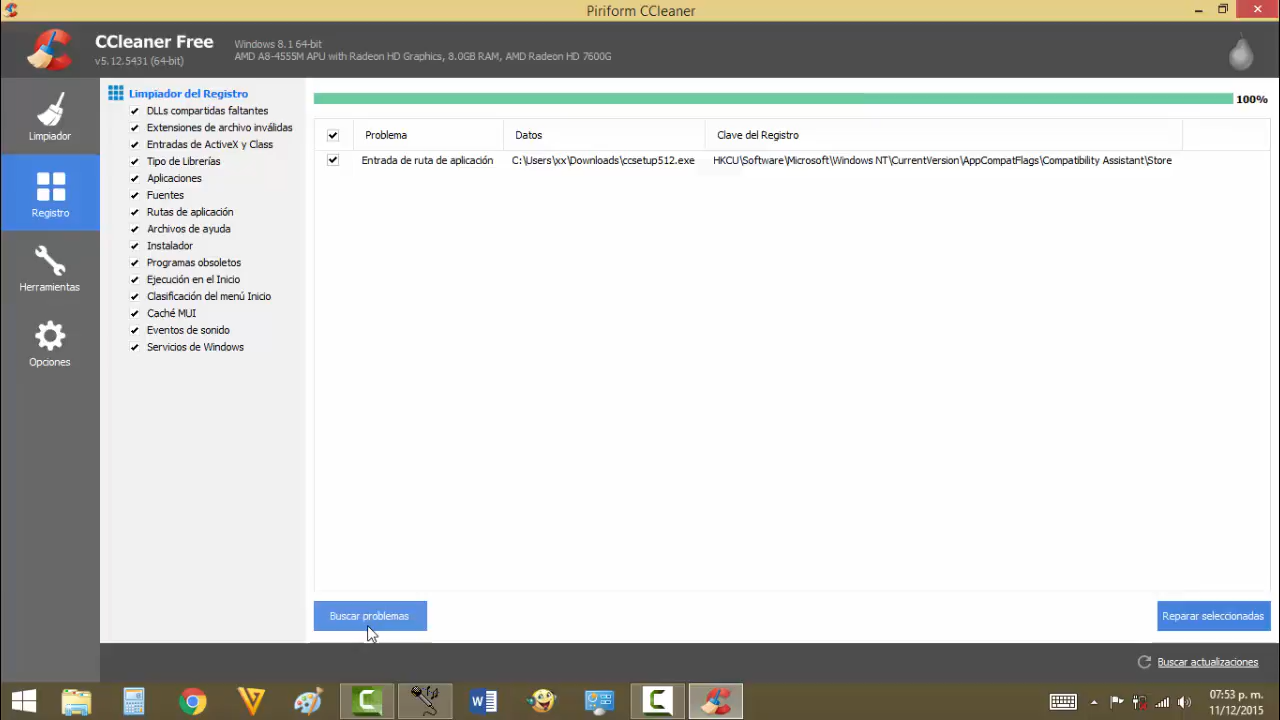 Piriform CCleaner
CCleaner Free
v5.12.5431 (64-bit)
Windows 8.1 64-bit
AMD A8-4555M APU with Radeon HD Graphics, 8.0GB RAM, AMD Radeon HD 7600G
Limpiador
Registro
Herramientas
Opciones
Limpiador del Registro
DLLs compartidas faltantes
Extensiones de archivo inválidas
Entradas de ActiveX y Class
Tipo de Librerías
Aplicaciones
Fuentes
Rutas de aplicación
Archivos de ayuda
Instalador
Programas obsoletos
Ejecución en el Inicio
Clasificación del menú Inicio
Caché MUI
Eventos de sonido
Servicios de Windows
100%
Problema Datos Clave del Registro
Entrada de ruta de aplicación C:\Users\xx\Downloads\ccsetup512.exe HKCU\Software\Microsoft\Windows NT\CurrentVersion\AppCompatFlags\Compatibility Assistant\Store
Buscar problemas
Reparar seleccionadas
Buscar actualizaciones
07:53 p. m.
11/12/2015